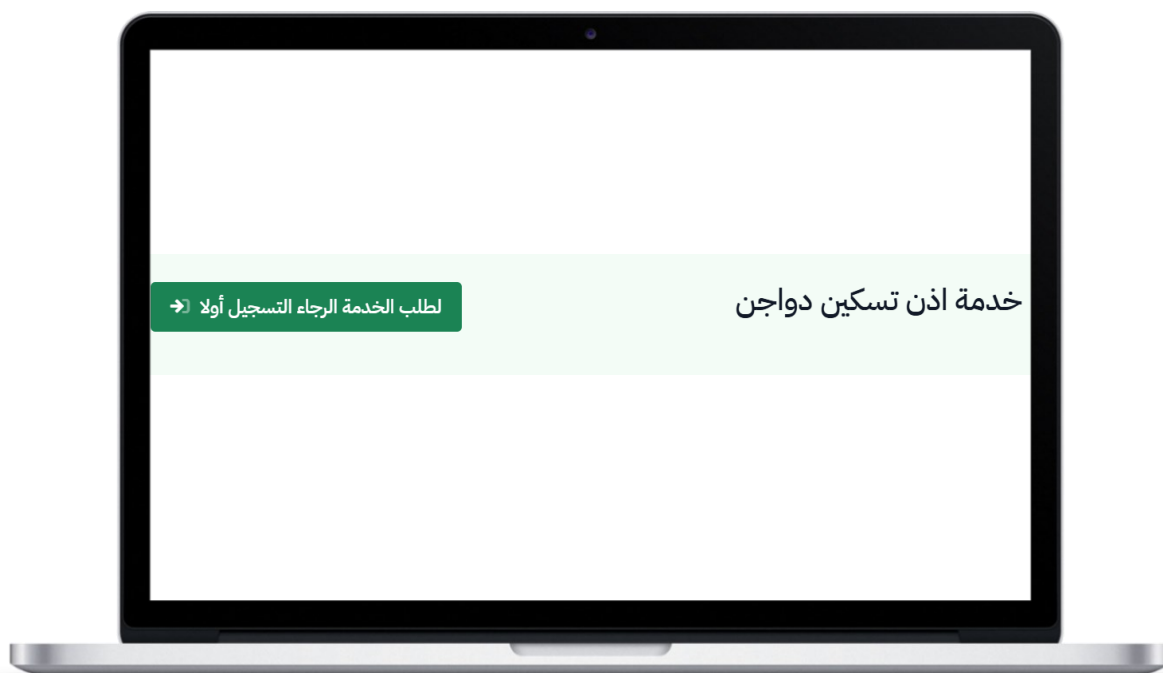 خدمة اذن تسكين دواجن
لطلب الخدمة الرجاء التسجيل أولا